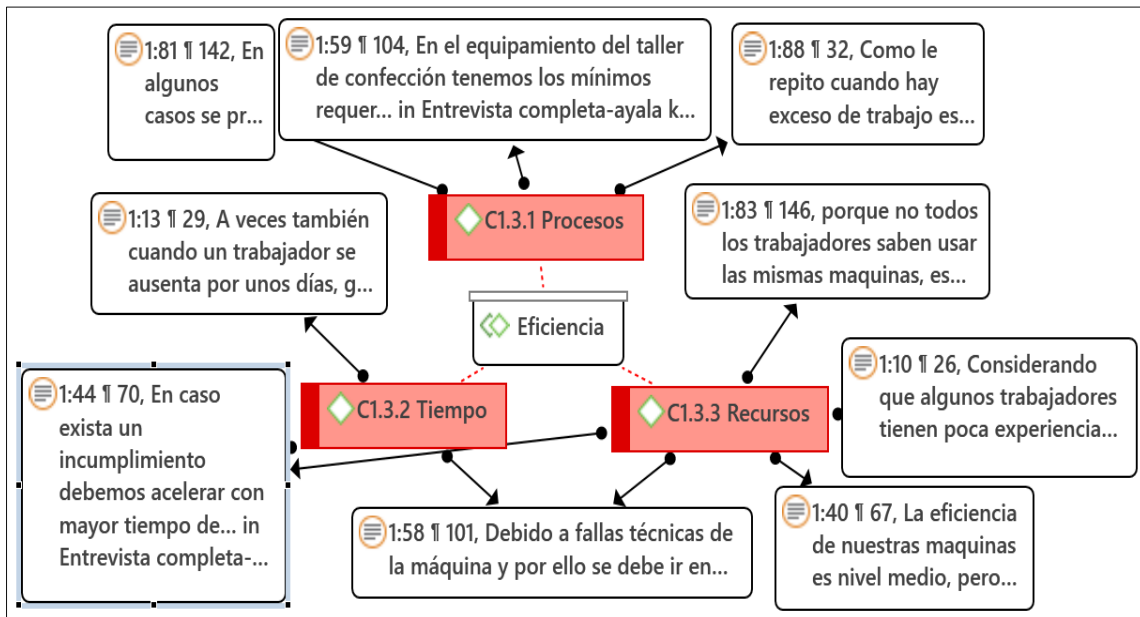 1:81 ¶ 142, En
algunos
casos se pr...
1:59 ¶ 104, En el equipamiento del taller
de confección tenemos los mínimos
requer... in Entrevista completa-ayala k...
1:88 ¶ 32, Como le
repito cuando hay
exceso de trabajo es...
1:13 ¶ 29, A veces también
cuando un trabajador se
ausenta por unos días, g...
C1.3.1 Procesos
1:83 ¶ 146, porque no todos
los trabajadores saben usar
las mismas maquinas, es...
Eficiencia
1:44 ¶ 70, En caso
exista un
incumplimiento
debemos acelerar con
mayor tiempo de... in
Entrevista completa-...
C1.3.2 Tiempo
C1.3.3 Recursos
1:10 ¶ 26, Considerando
que algunos trabajadores
tienen poca experiencia...
1:58 ¶ 101, Debido a fallas técnicas de
la máquina y por ello se debe ir en...
1:40 ¶ 67, La eficiencia
de nuestras maquinas
es nivel medio, pero...